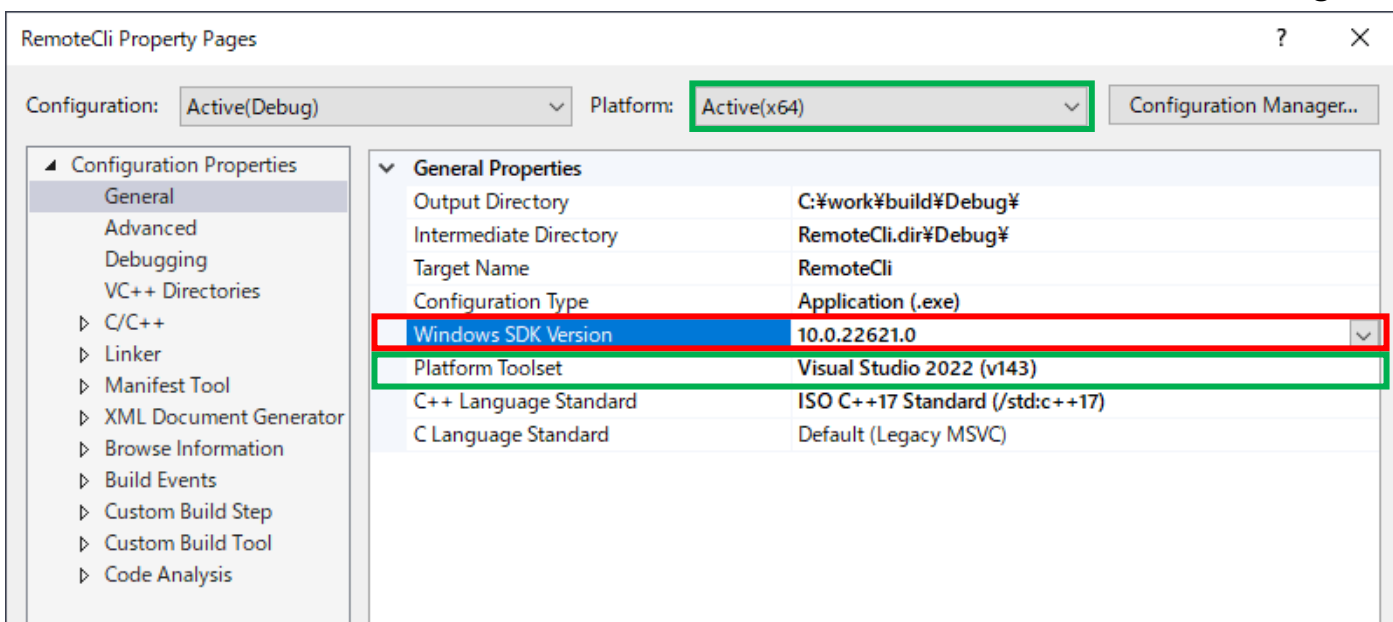 RemoteCli Property Pages
Configuration: Active(Debug) Platform: Active(x64) Configuration Manager...
Configuration Properties
General
Advanced
Debugging
VC++ Directories
C/C++
Linker
Manifest Tool
XML Document Generator
Browse Information
Build Events
Custom Build Step
Custom Build Tool
Code Analysis
General Properties
Output Directory C:¥work¥build¥Debug¥
Intermediate Directory RemoteCli.dir¥Debug¥
Target Name RemoteCli
Configuration Type Application (.exe)
Windows SDK Version 10.0.22621.0
Platform Toolset Visual Studio 2022 (v143)
C++ Language Standard ISO C++17 Standard (/std:c++17)
C Language Standard Default (Legacy MSVC)